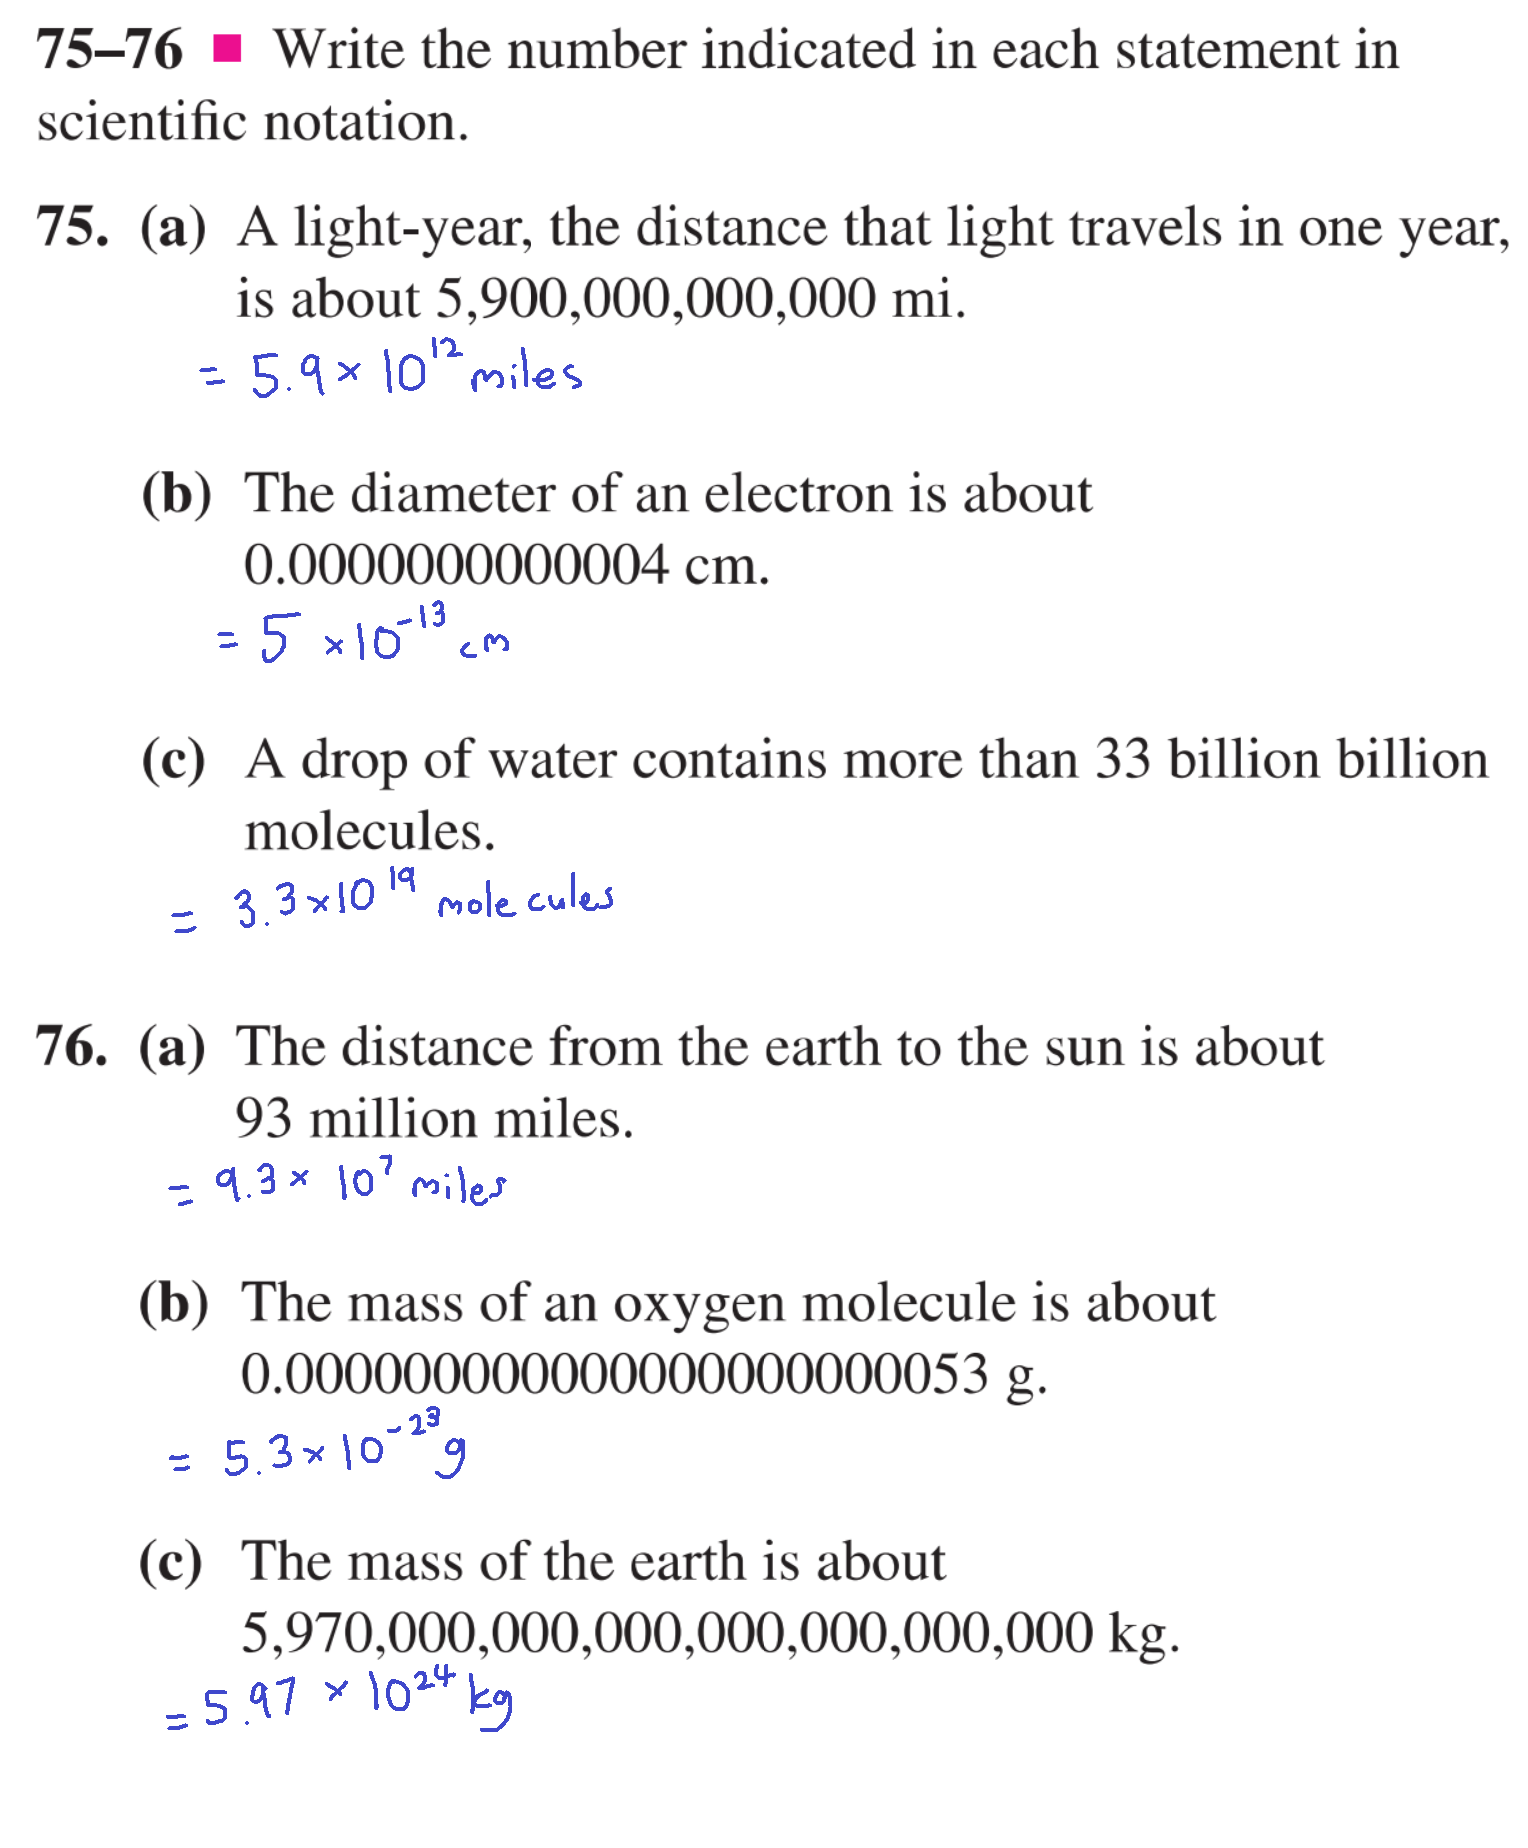 75–76 ■ Write the number indicated in each statement in
scientific notation.
75. (a) A light-year, the distance that light travels in one year,
is about 5,900,000,000,000 mi.
= 5.9 × 10^12 miles
(b) The diameter of an electron is about
0.0000000000004 cm.
= 5 × 10^-13 cm
(c) A drop of water contains more than 33 billion billion
molecules.
= 3.3 × 10^19 molecules
76. (a) The distance from the earth to the sun is about
93 million miles.
= 9.3 × 10^7 miles
(b) The mass of an oxygen molecule is about
0.000000000000000000000053 g.
= 5.3 × 10^-23 g
(c) The mass of the earth is about
5,970,000,000,000,000,000,000,000 kg.
= 5.97 × 10^24 kg